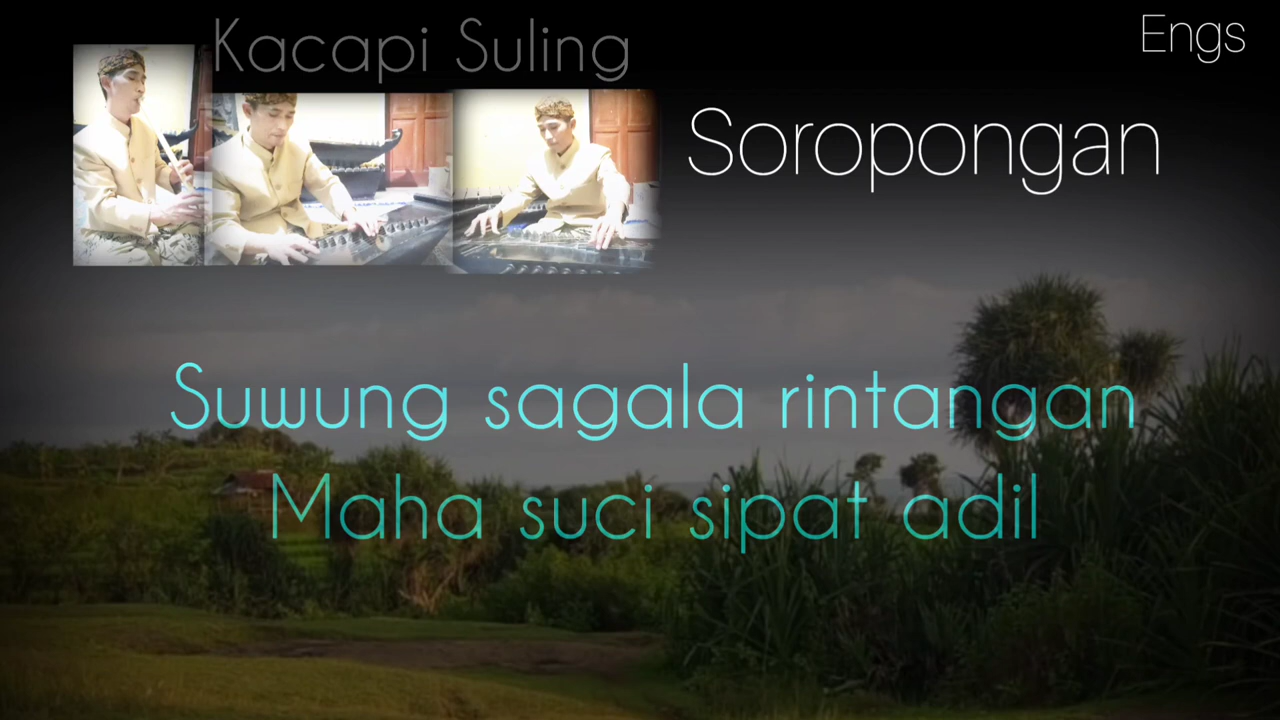 Kacapi Suling
Engs
Soropongan
Suwung sagala rintangan
Maha suci sipat adil